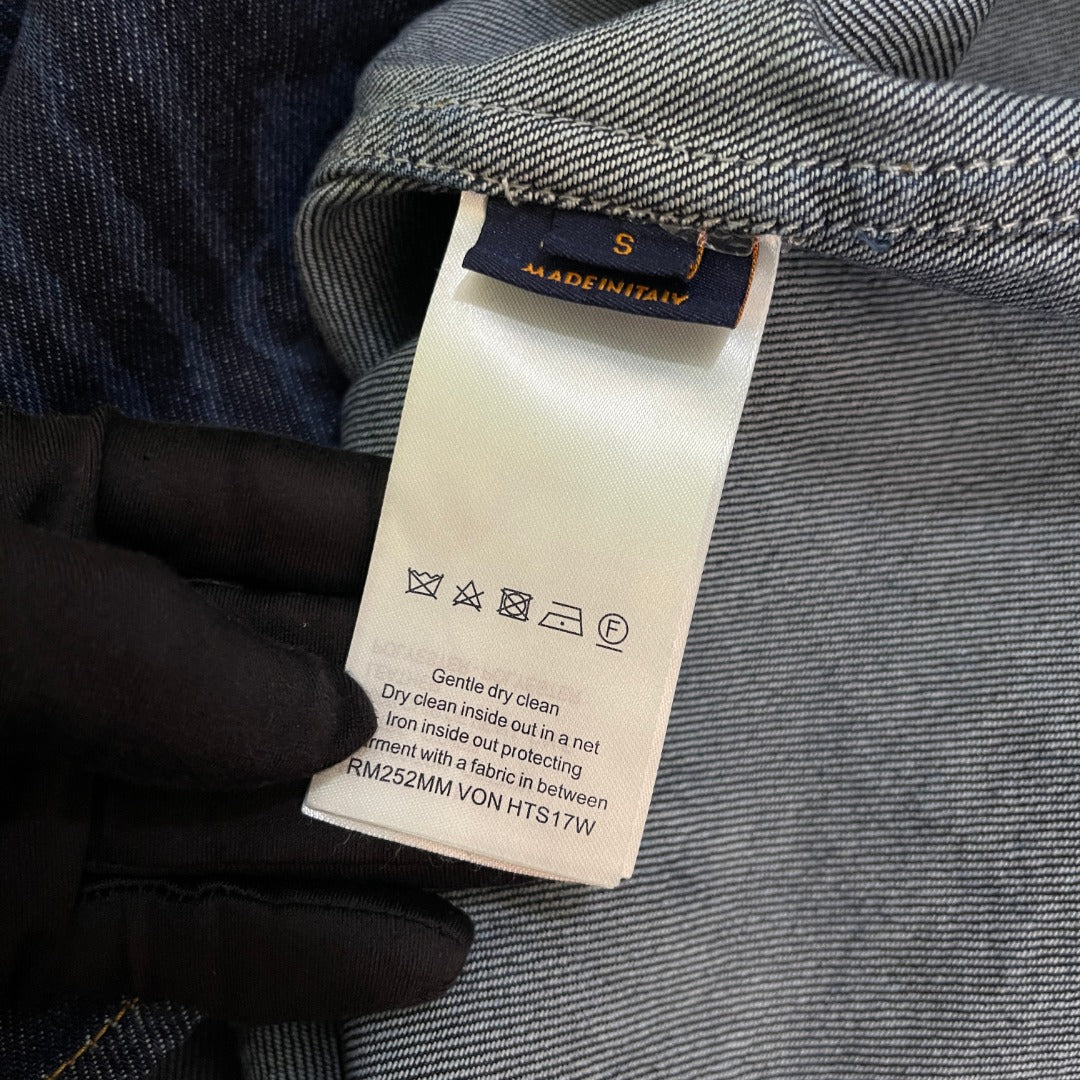 S
MADE IN ITALY
F
Gentle dry clean
Dry clean inside out in a net
Iron inside out protecting
rment with a fabric in between
RM252MM VON HTS17W